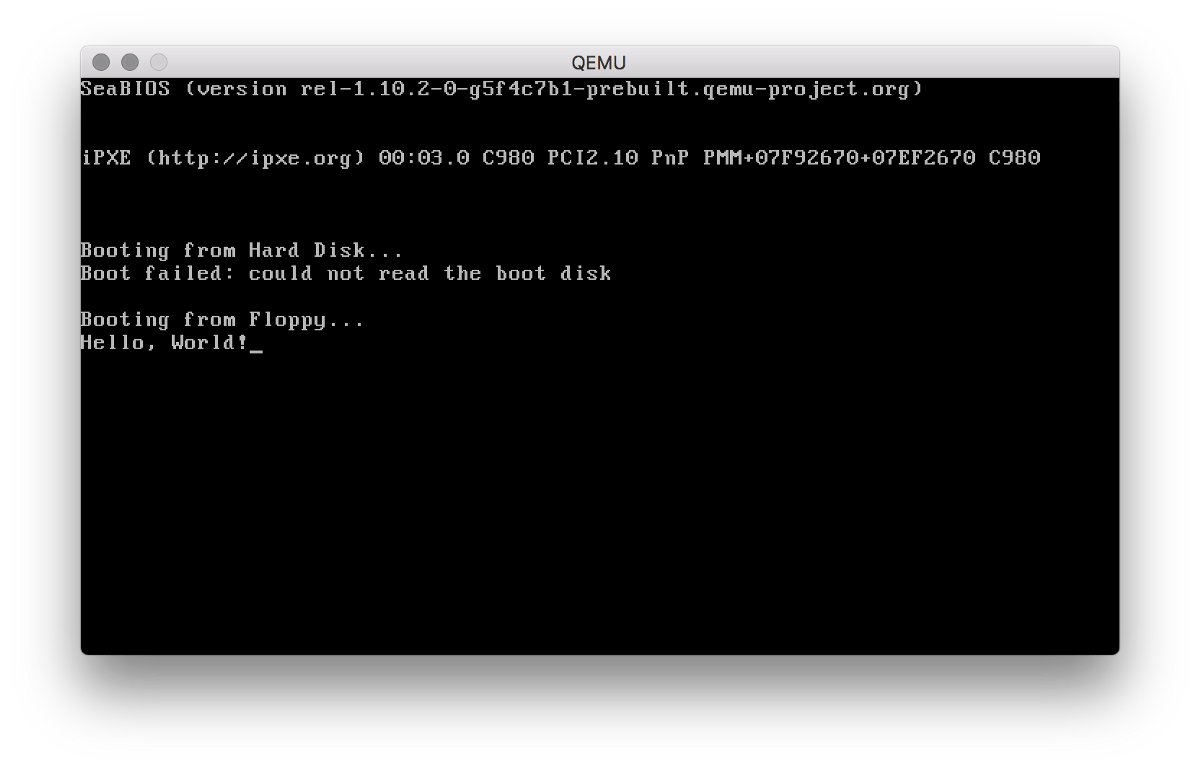 QEMU
SeaBIOS (version rel-1.10.2-0-g5f4c7b1-prebuilt.qemu-project.org)
iPXE (http://ipxe.org) 00:03.0 C980 PCI2.10 PnP PMM+07F92670+07EF2670 C980
Booting from Hard Disk...
Boot failed: could not read the boot disk
Booting from Floppy...
Hello, World!_